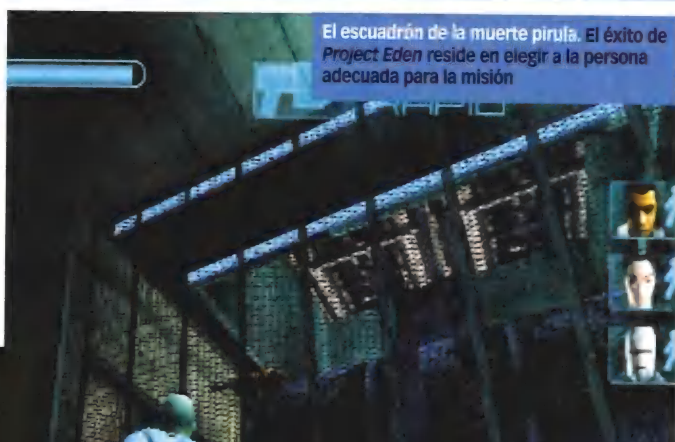 El escuadrón de la muerte pirula. El éxito de
Project Eden reside en elegir a la persona
adecuada para la misión